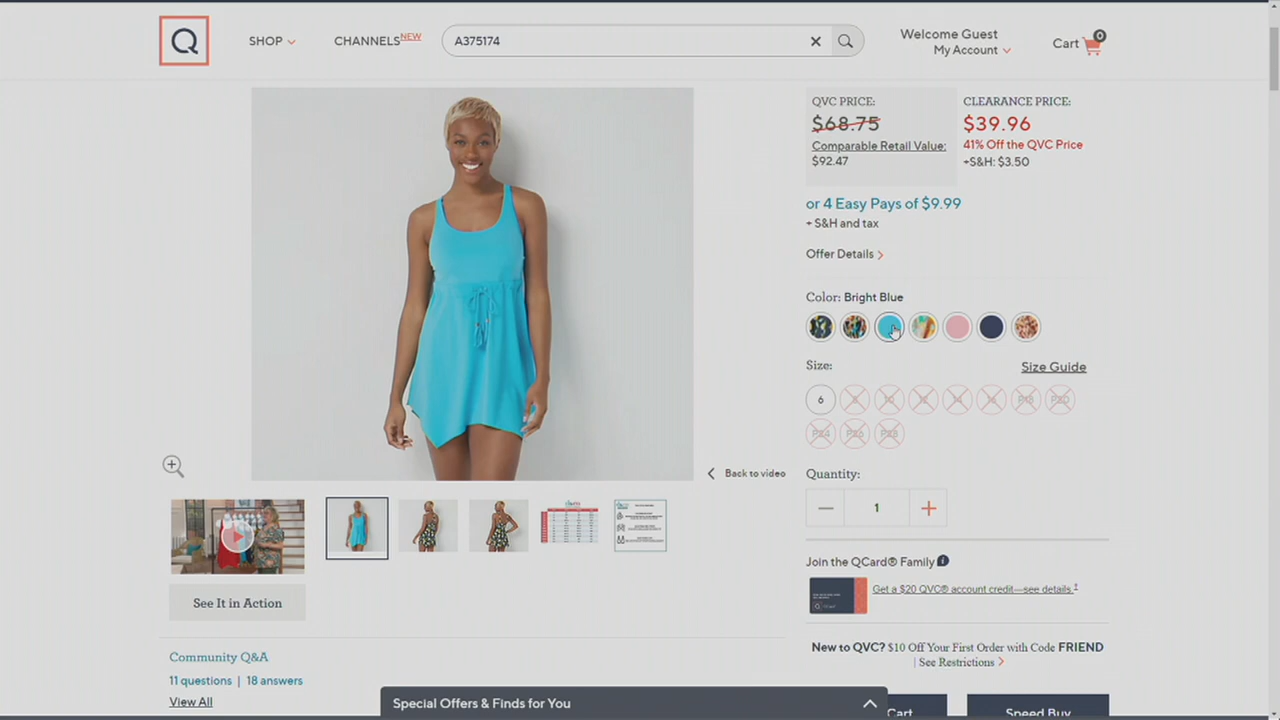 Q
SHOP
CHANNELS NEW
A375174
Welcome Guest
My Account
Cart 0
QVC PRICE:
$68.75
Comparable Retail Value:
$92.47
CLEARANCE PRICE:
$39.96
41% Off the QVC Price
+S&H: $3.50
or 4 Easy Pays of $9.99
+ S&H and tax
Offer Details
Color: Bright Blue
Size:
Size Guide
6
Back to video
Quantity:
1
See It in Action
Join the QCard® Family
Get a $20 QVC® account credit—see details.‡
New to QVC? $10 Off Your First Order with Code FRIEND
| See Restrictions
Community Q&A
11 questions | 18 answers
View All
Special Offers & Finds for You
Cart
Speed Buy